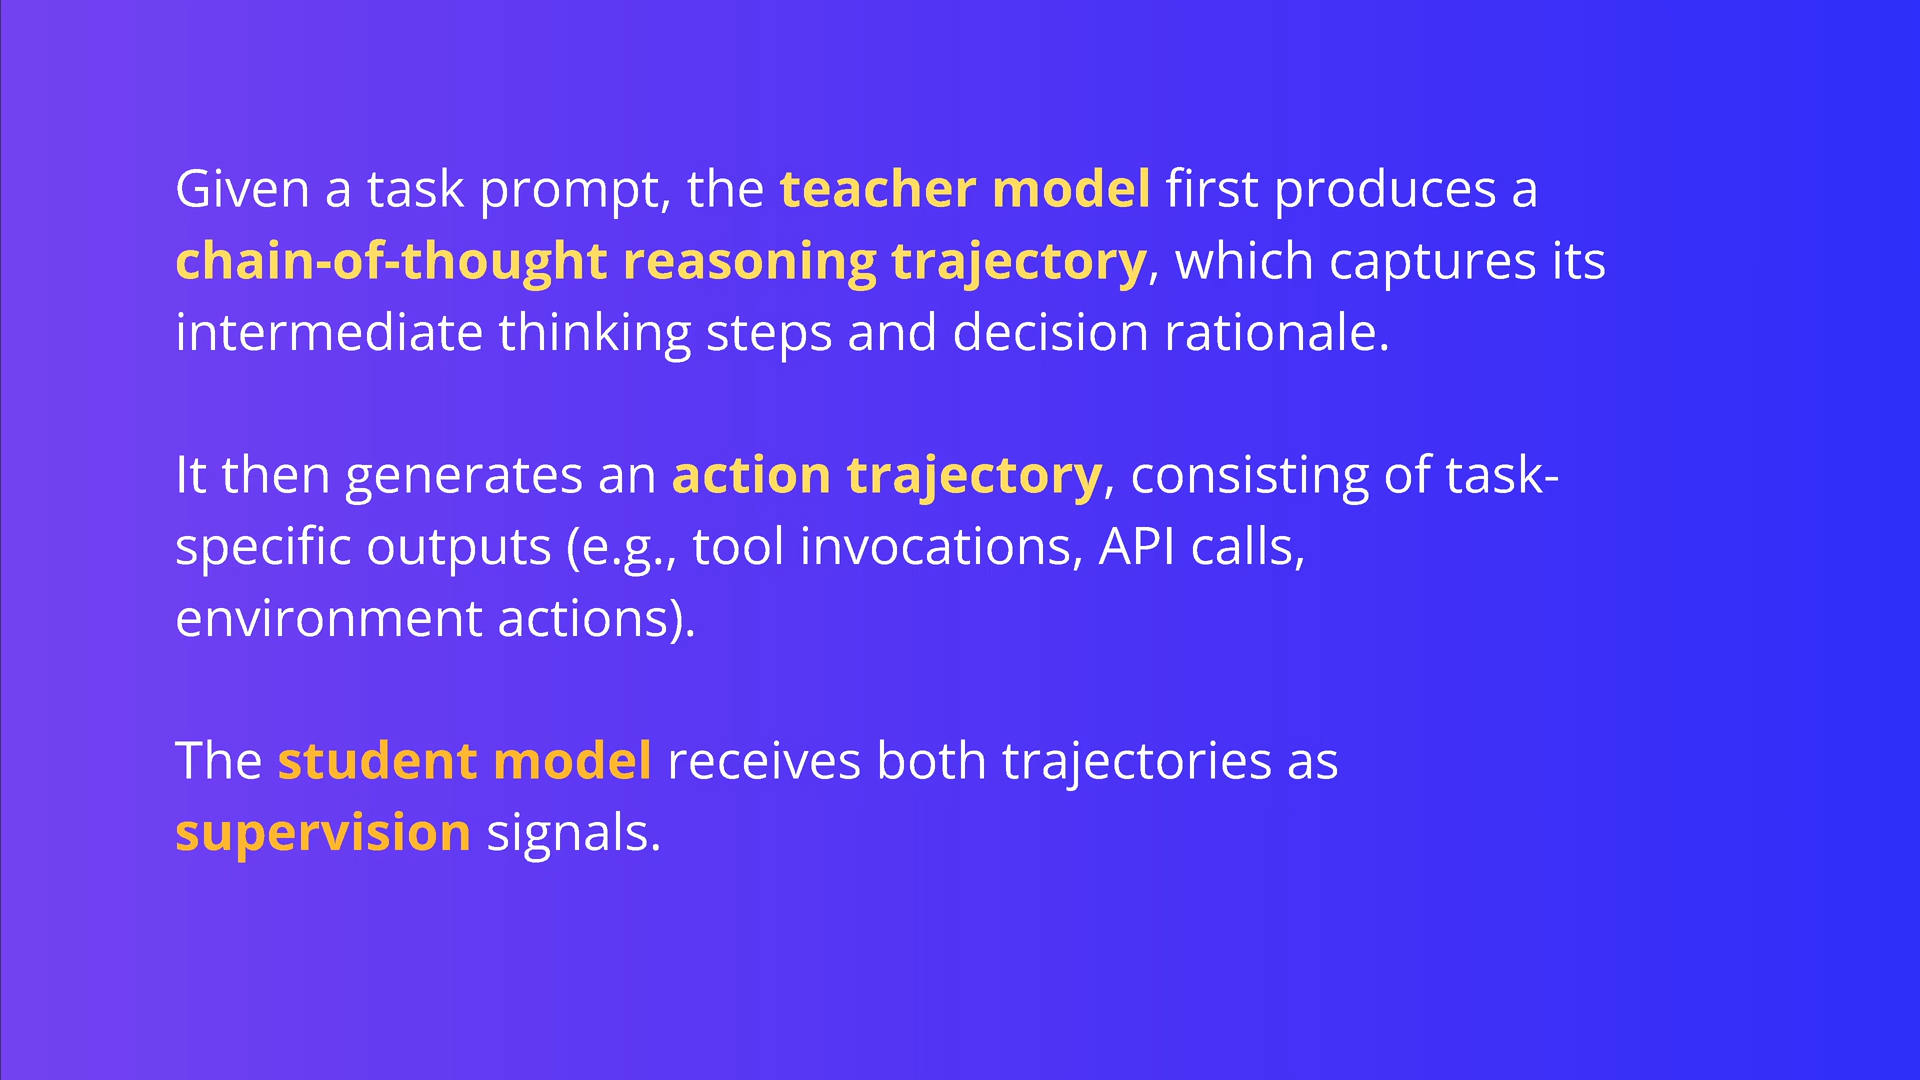 Given a task prompt, the teacher model first produces a
chain-of-thought reasoning trajectory, which captures its
intermediate thinking steps and decision rationale.
It then generates an action trajectory, consisting of task-
specific outputs (e.g., tool invocations, API calls,
environment actions).
The student model receives both trajectories as
supervision signals.